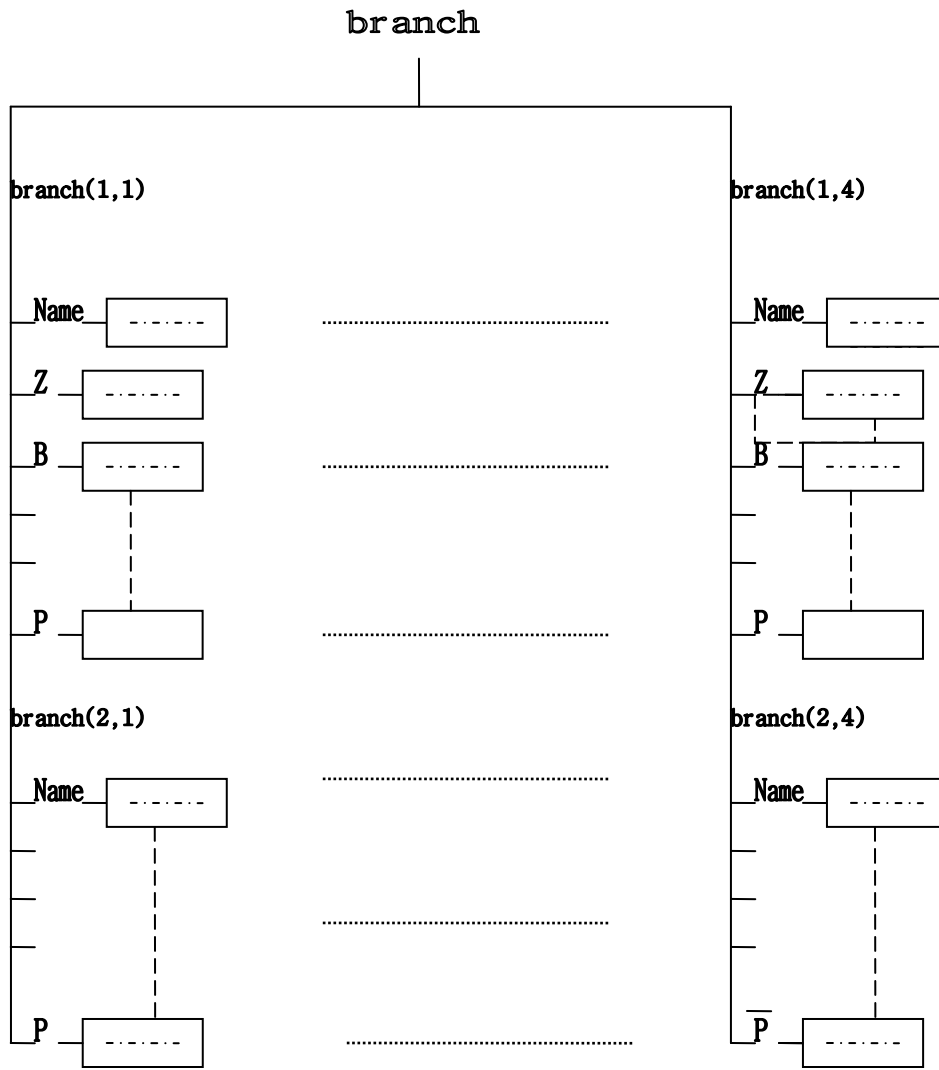 branch
branch(1,1) branch(1,4)
Name Name
Z Z
B B
P P
branch(2,1) branch(2,4)
Name Name
P P̅